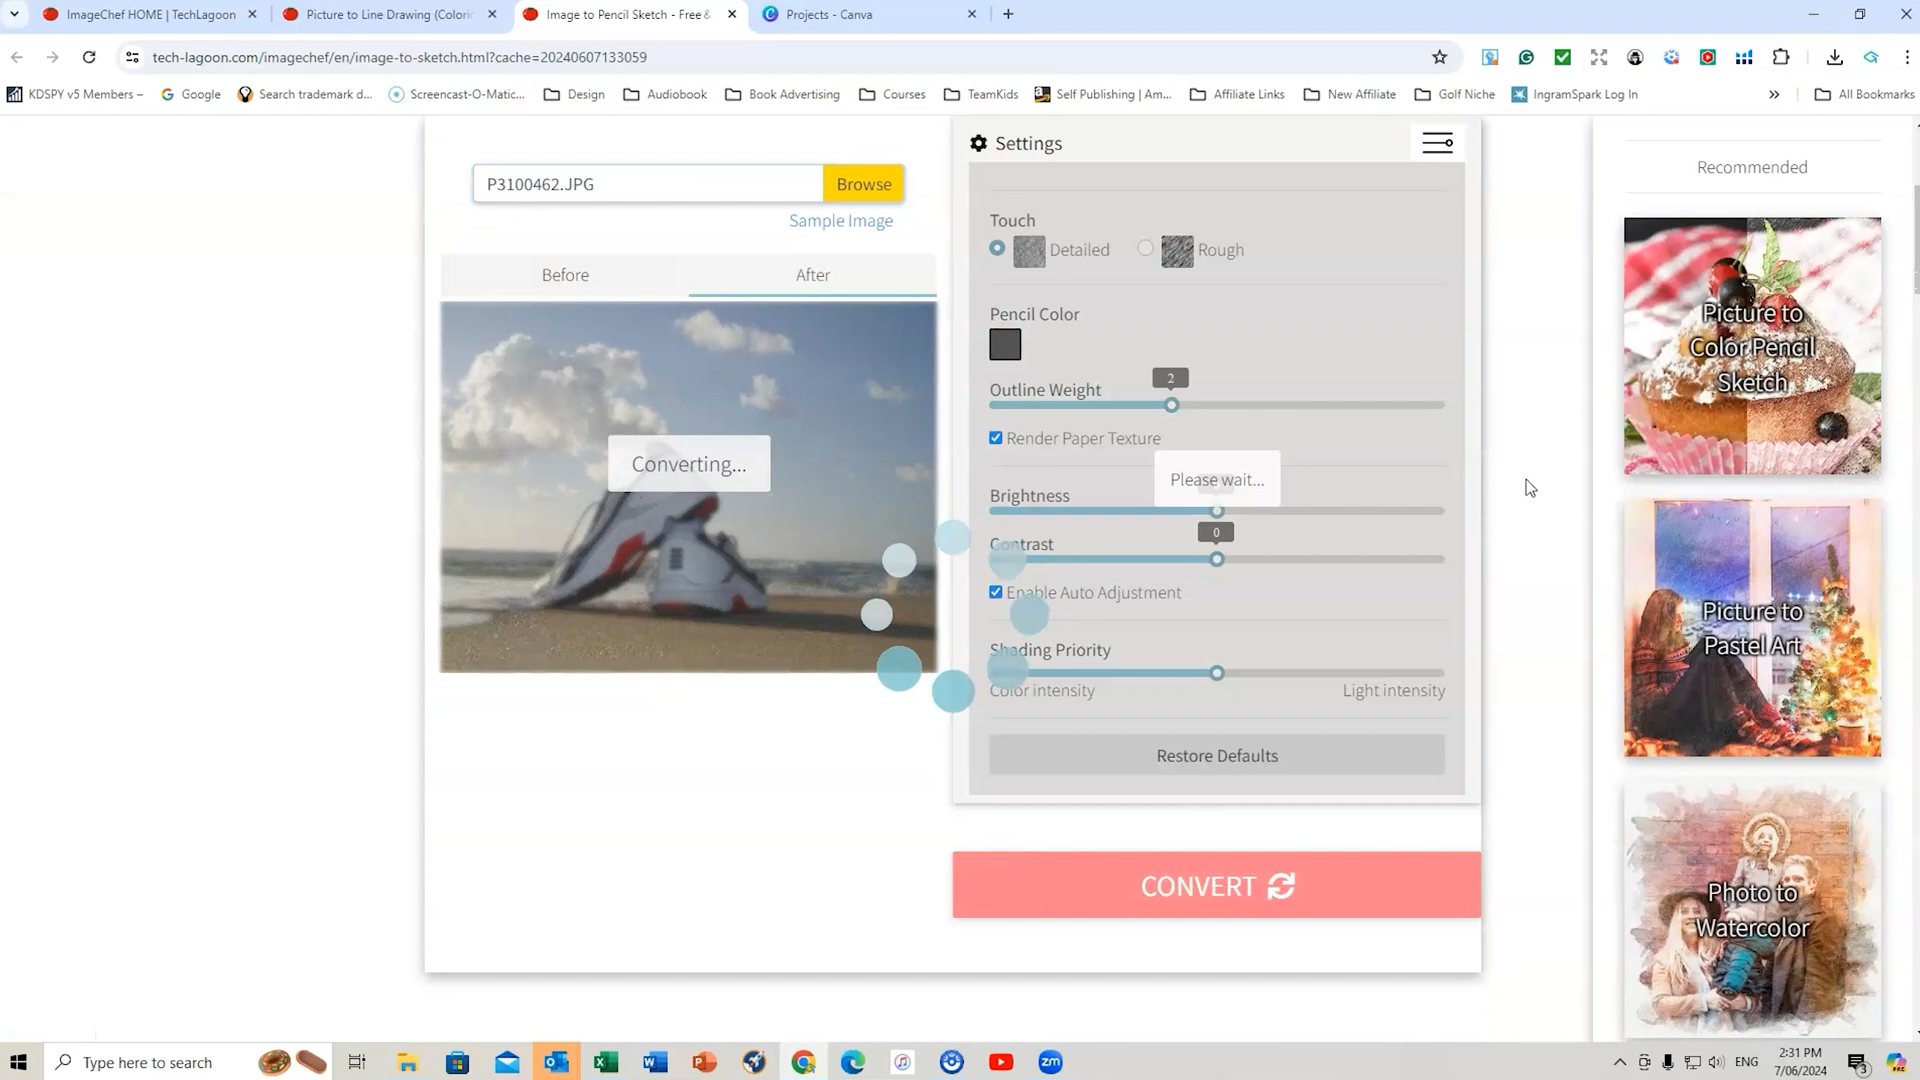 ImageChef HOME | TechLagoon
Picture to Line Drawing (Colorin
Image to Pencil Sketch - Free &
Projects - Canva
tech-lagoon.com/imagechef/en/image-to-sketch.html?cache=20240607133059
KDSPY v5 Members –
Google
Search trademark d...
Screencast-O-Matic...
Design
Audiobook
Book Advertising
Courses
TeamKids
Self Publishing | Am...
Affiliate Links
New Affiliate
Golf Niche
IngramSpark Log In
»
All Bookmarks
P3100462.JPG
Browse
Sample Image
Before
After
Converting...
Settings
Touch
Detailed
Rough
Pencil Color
Outline Weight
2
Render Paper Texture
Please wait...
Brightness
0
Contrast
Enable Auto Adjustment
Shading Priority
Color intensity
Light intensity
Restore Defaults
CONVERT
Recommended
Picture to
Color Pencil
Sketch
Picture to
Pastel Art
Photo to
Watercolor
Type here to search
ENG
2:31 PM
7/06/2024
3